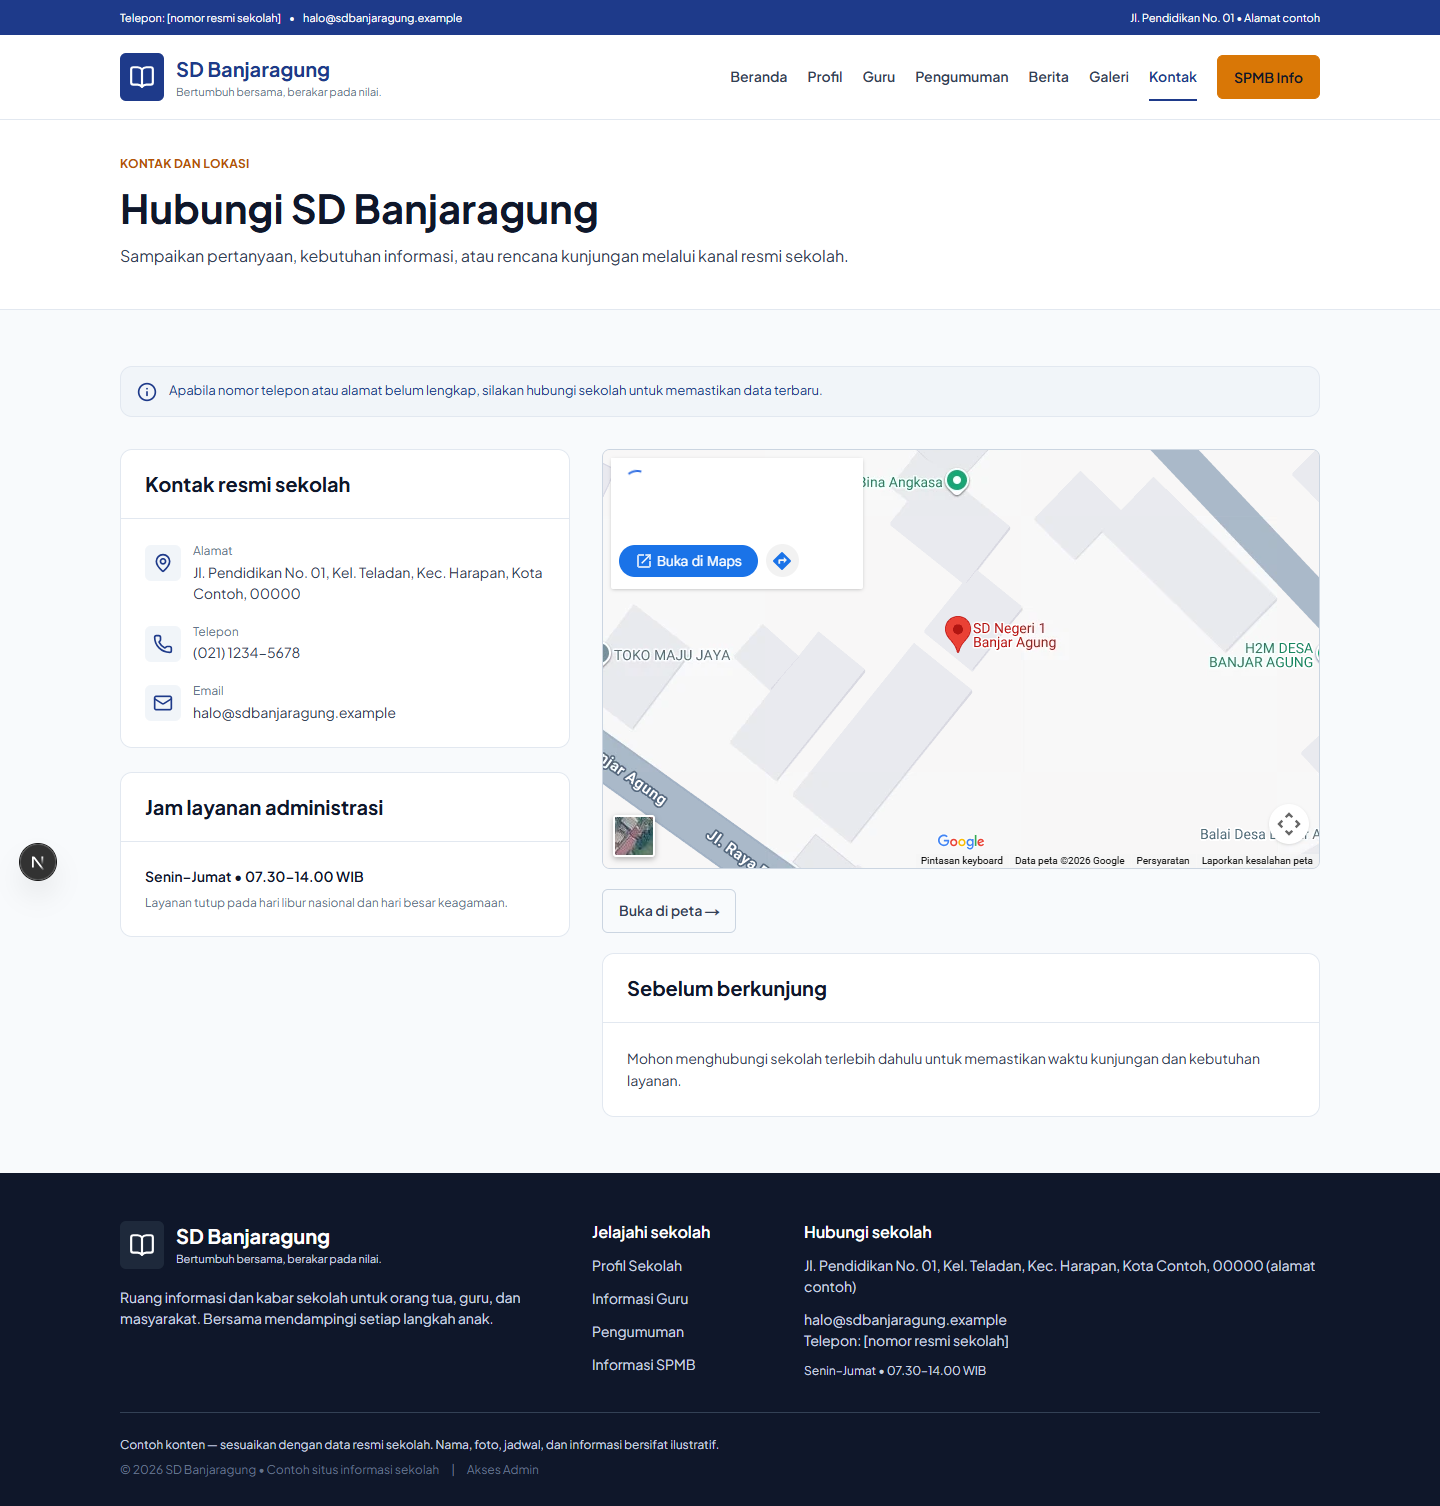 Telepon: [nomor resmi sekolah] • halo@sdbanjaragung.example
Jl. Pendidikan No. 01 • Alamat contoh
SD Banjaragung
Bertumbuh bersama, berakar pada nilai.
Beranda Profil Guru Pengumuman Berita Galeri Kontak SPMB Info
KONTAK DAN LOKASI
Hubungi SD Banjaragung
Sampaikan pertanyaan, kebutuhan informasi, atau rencana kunjungan melalui kanal resmi sekolah.
Apabila nomor telepon atau alamat belum lengkap, silakan hubungi sekolah untuk memastikan data terbaru.
Kontak resmi sekolah
Alamat
Jl. Pendidikan No. 01, Kel. Teladan, Kec. Harapan, Kota
Contoh, 00000
Telepon
(021) 1234-5678
Email
halo@sdbanjaragung.example
Jam layanan administrasi
Senin–Jumat • 07.30–14.00 WIB
Layanan tutup pada hari libur nasional dan hari besar keagamaan.
Bina Angkasa
Buka di Maps
SD Negeri 1
Banjar Agung
TOKO MAJU JAYA
H2M DESA
BANJAR AGUNG
Agung
Jl. Raya
Balai Desa
Google
Pintasan keyboard Data peta ©2026 Google Persyaratan Laporkan kesalahan peta
Buka di peta →
Sebelum berkunjung
Mohon menghubungi sekolah terlebih dahulu untuk memastikan waktu kunjungan dan kebutuhan
layanan.
N
SD Banjaragung
Bertumbuh bersama, berakar pada nilai.
Ruang informasi dan kabar sekolah untuk orang tua, guru, dan
masyarakat. Bersama mendampingi setiap langkah anak.
Jelajahi sekolah
Profil Sekolah
Informasi Guru
Pengumuman
Informasi SPMB
Hubungi sekolah
Jl. Pendidikan No. 01, Kel. Teladan, Kec. Harapan, Kota Contoh, 00000 (alamat
contoh)
halo@sdbanjaragung.example
Telepon: [nomor resmi sekolah]
Senin–Jumat • 07.30–14.00 WIB
Contoh konten — sesuaikan dengan data resmi sekolah. Nama, foto, jadwal, dan informasi bersifat ilustratif.
© 2026 SD Banjaragung • Contoh situs informasi sekolah | Akses Admin